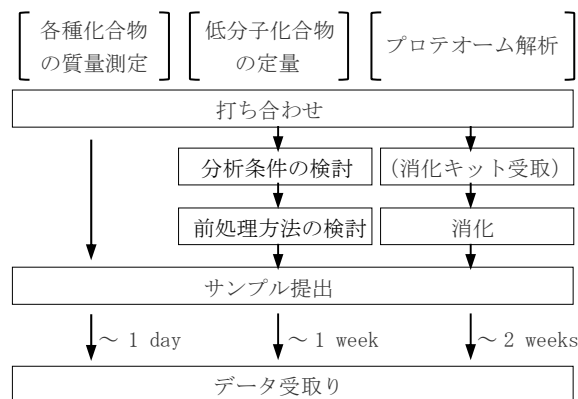 各種化合物
の質量測定
低分子化合物
の定量
プロテオーム解析
打ち合わせ
分析条件の検討
(消化キット受取)
前処理方法の検討
消化
サンプル提出
～ 1 day
～ 1 week
～ 2 weeks
データ受取り